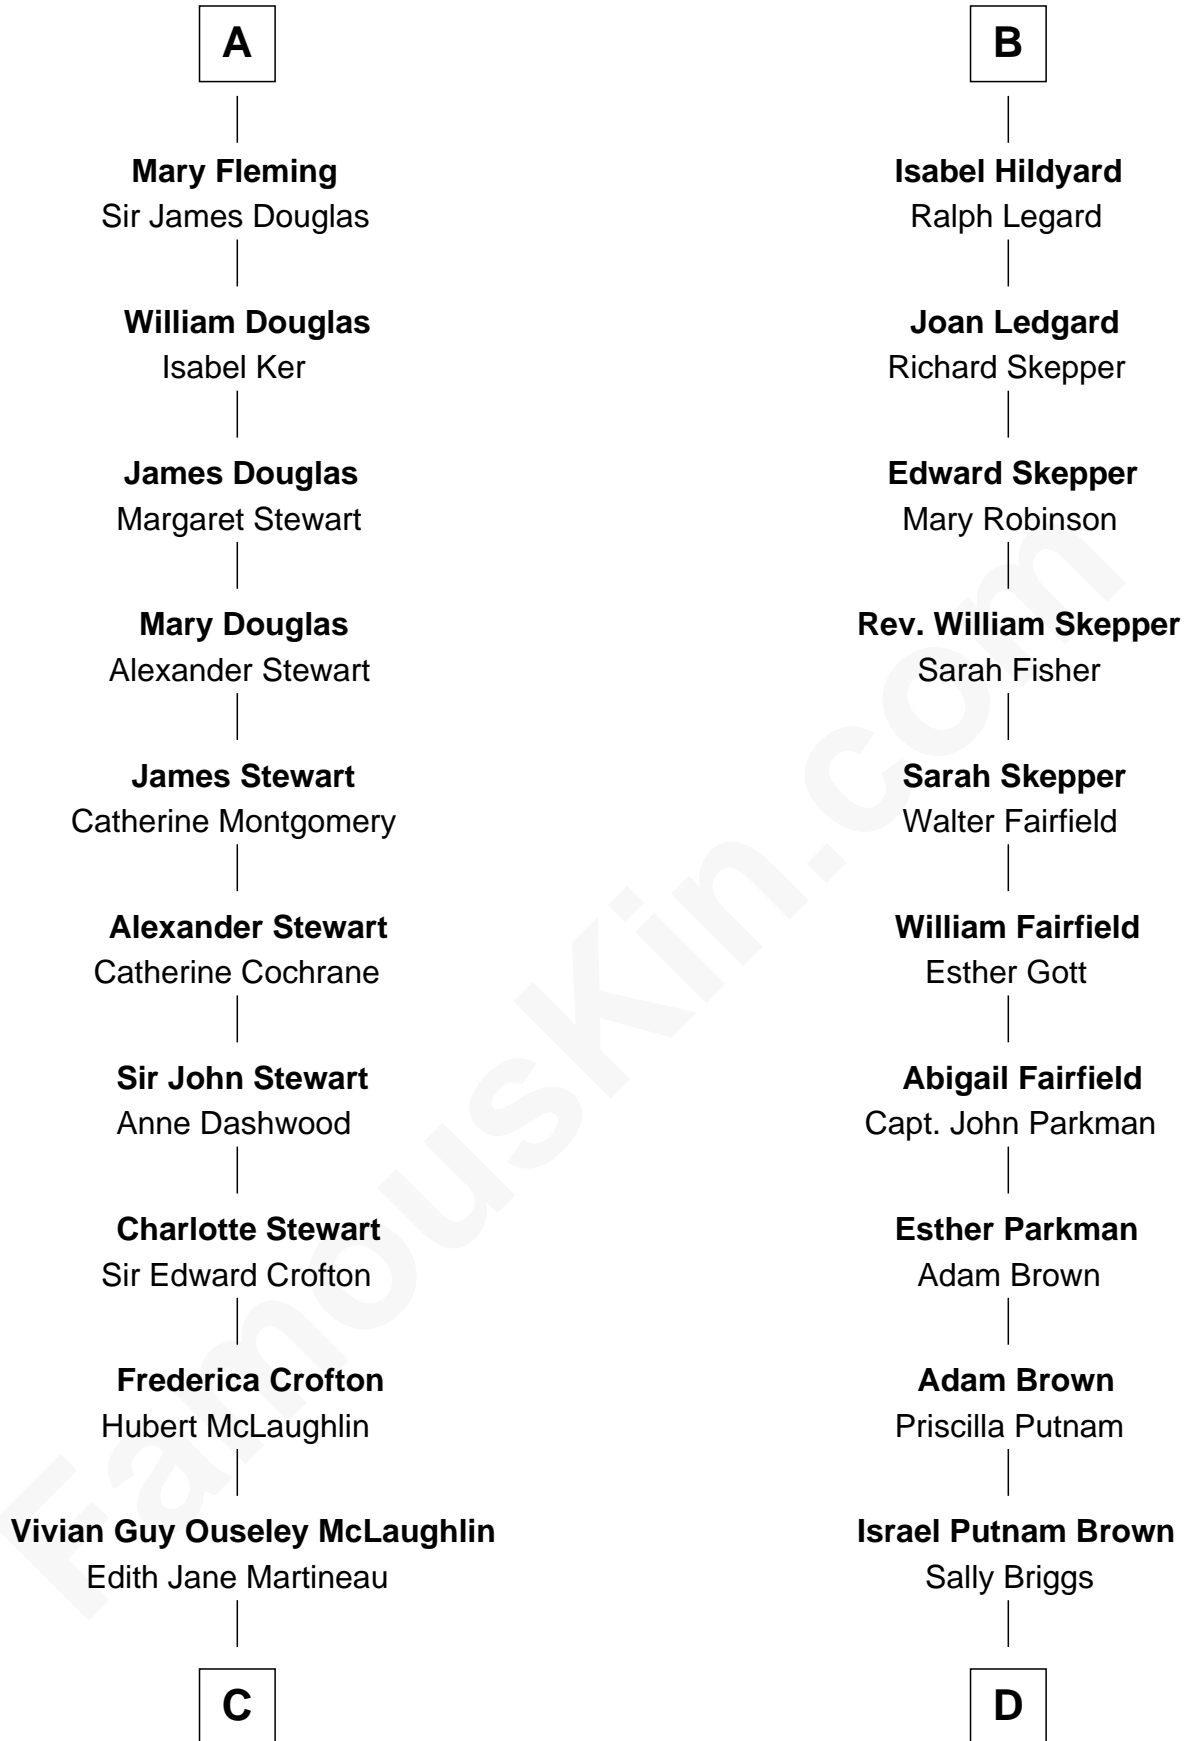 A
Mary Fleming
Sir James Douglas
William Douglas
Isabel Ker
James Douglas
Margaret Stewart
Mary Douglas
Alexander Stewart
James Stewart
Catherine Montgomery
Alexander Stewart
Catherine Cochrane
Sir John Stewart
Anne Dashwood
Charlotte Stewart
Sir Edward Crofton
Frederica Crofton
Hubert McLaughlin
Vivian Guy Ouseley McLaughlin
Edith Jane Martineau
C
B
Isabel Hildyard
Ralph Legard
Joan Ledgard
Richard Skepper
Edward Skepper
Mary Robinson
Rev. William Skepper
Sarah Fisher
Sarah Skepper
Walter Fairfield
William Fairfield
Esther Gott
Abigail Fairfield
Capt. John Parkman
Esther Parkman
Adam Brown
Adam Brown
Priscilla Putnam
Israel Putnam Brown
Sally Briggs
D
FamousKin.com